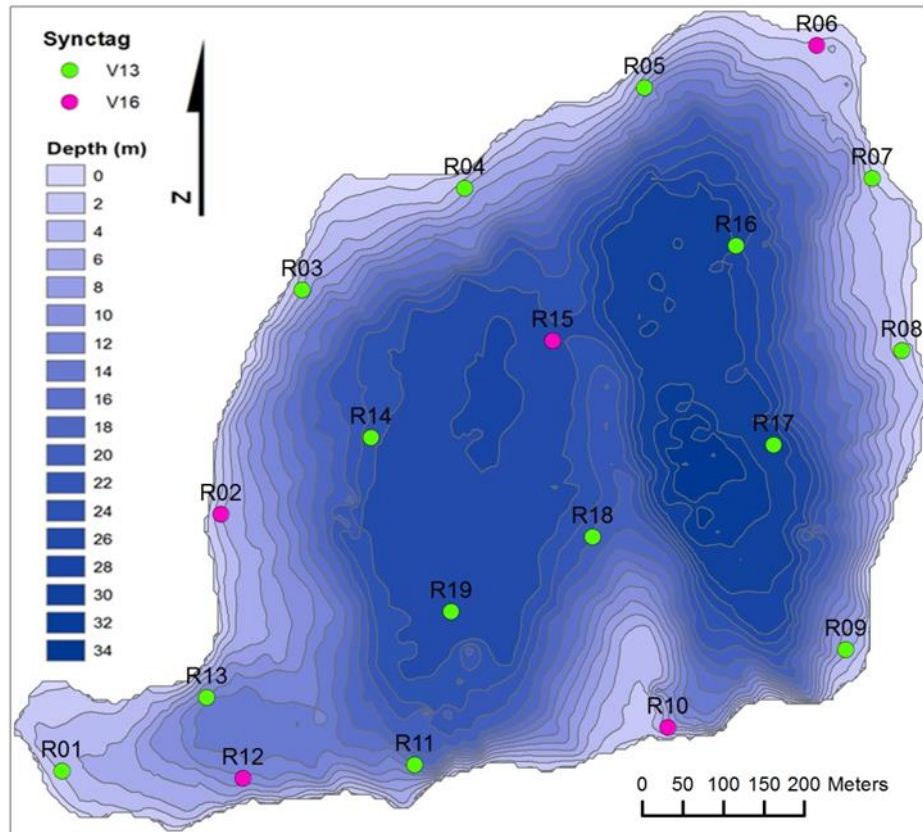 Synctag
V13
V16
Depth (m)
0
2
4
6
8
10
12
14
16
18
20
22
24
26
28
30
32
34
N
R06
R05
R07
R04
R16
R03
R15
R08
R14
R17
R02
R18
R19
R09
R13
R10
R11
R01
R12
0 50 100 150 200 Meters